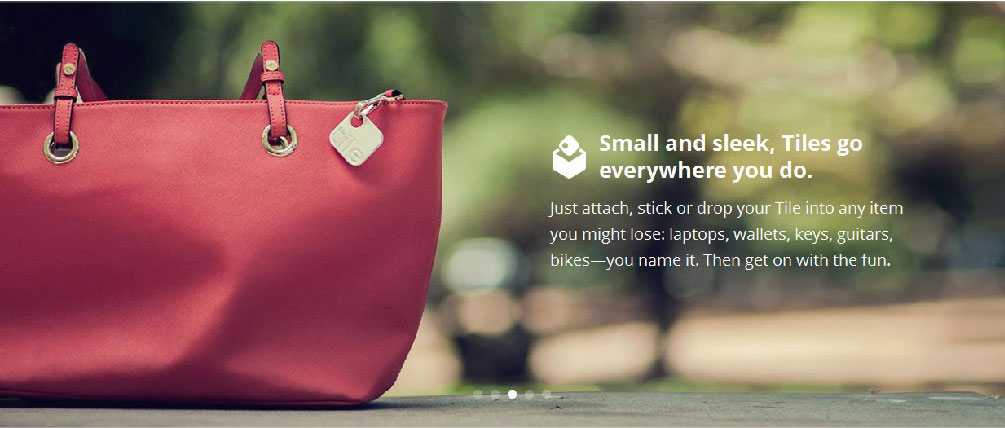 tile
Small and sleek, Tiles go
everywhere you do.
Just attach, stick or drop your Tile into any item
you might lose: laptops, wallets, keys, guitars,
bikes—you name it. Then get on with the fun.